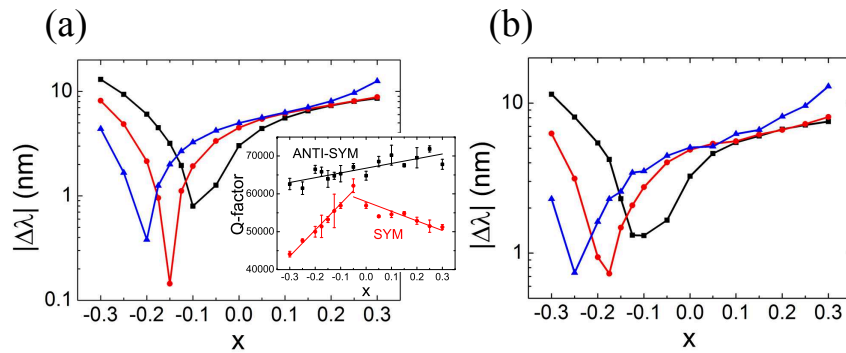 (a)
(b)
10
1
0.1
|Δλ| (nm)
-0.3 -0.2 -0.1 0.0 0.1 0.2 0.3
x
70000
60000
50000
40000
Q-factor
ANTI-SYM
SYM
-0.3 -0.2 -0.1 0.0 0.1 0.2 0.3
x
10
1
|Δλ| (nm)
-0.3 -0.2 -0.1 0.0 0.1 0.2 0.3
x